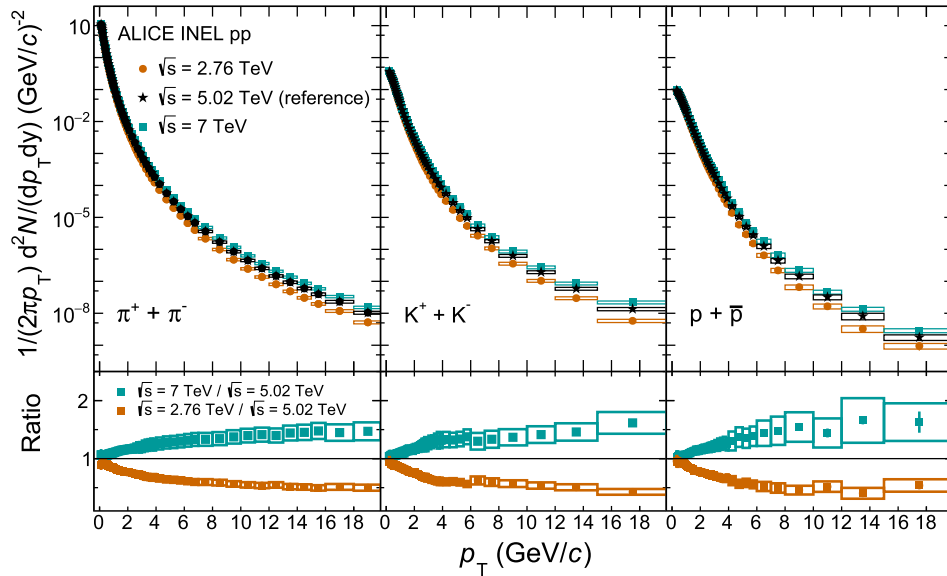 1/(2πp_T) d²N/(dp_Tdy) (GeV/c)⁻²
10
10⁻²
10⁻⁵
10⁻⁸
ALICE INEL pp
√s = 2.76 TeV
√s = 5.02 TeV (reference)
√s = 7 TeV
π⁺ + π⁻
K⁺ + K⁻
p + p̅
Ratio
2
1
√s = 7 TeV / √s = 5.02 TeV
√s = 2.76 TeV / √s = 5.02 TeV
0 2 4 6 8 10 12 14 16 18
0 2 4 6 8 10 12 14 16 18
0 2 4 6 8 10 12 14 16 18
p_T (GeV/c)